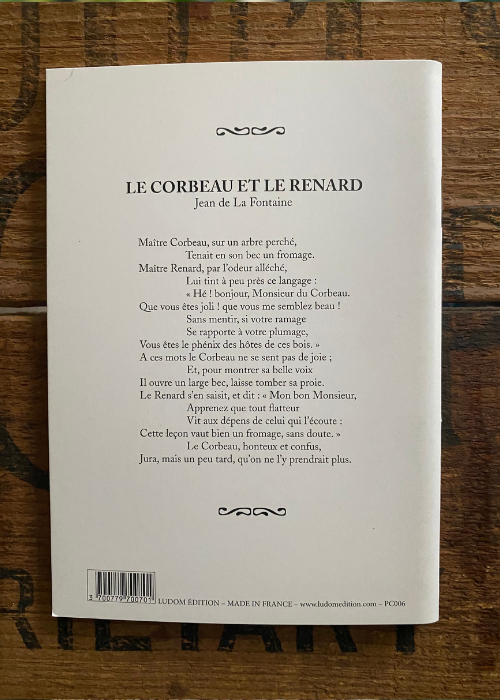 LE CORBEAU ET LE RENARD
Jean de La Fontaine
Maître Corbeau, sur un arbre perché,
Tenait en son bec un fromage.
Maître Renard, par l'odeur alléché,
Lui tint à peu près ce langage :
« Hé ! bonjour, Monsieur du Corbeau.
Que vous êtes joli ! que vous me semblez beau !
Sans mentir, si votre ramage
Se rapporte à votre plumage,
Vous êtes le phénix des hôtes de ces bois. »
A ces mots le Corbeau ne se sent pas de joie ;
Et, pour montrer sa belle voix
Il ouvre un large bec, laisse tomber sa proie.
Le Renard s'en saisit, et dit : « Mon bon Monsieur,
Apprenez que tout flatteur
Vit aux dépens de celui qui l'écoute :
Cette leçon vaut bien un fromage, sans doute. »
Le Corbeau, honteux et confus,
Jura, mais un peu tard, qu'on ne l'y prendrait plus.
3 700779 700701
LUDOM ÉDITION – MADE IN FRANCE – www.ludomedition.com – PC006